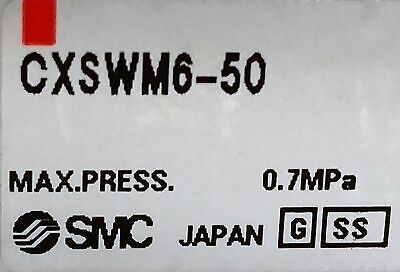 CXSWM6-50
MAX.PRESS. 0.7MPa
SMC JAPAN G SS